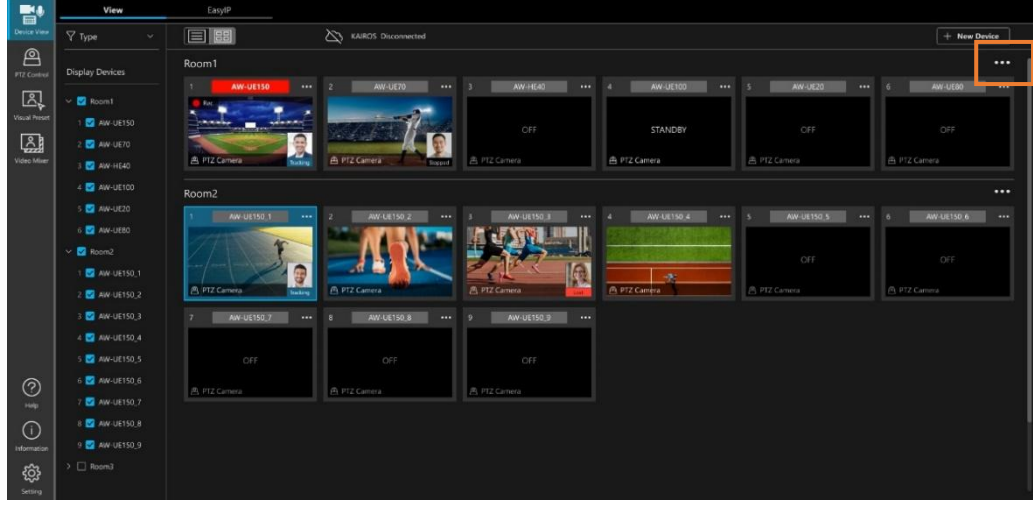 View
EasyIP
Device View
PTZ Control
Visual Preset
Video Mixer
Help
Information
Setting
Type
Display Devices
Room1
1 AW-UE150
2 AW-UE70
3 AW-HE40
4 AW-UE100
5 AW-UE20
6 AW-UE80
Room2
1 AW-UE150_1
2 AW-UE150_2
3 AW-UE150_3
4 AW-UE150_4
5 AW-UE150_5
6 AW-UE150_6
7 AW-UE150_7
8 AW-UE150_8
9 AW-UE150_9
Room3
KAIROS Disconnected
+ New Device
Room1
1 AW-UE150 ••• 2 AW-UE70 ••• 3 AW-HE40 ••• 4 AW-UE100 ••• 5 AW-UE20 ••• 6 AW-UE80 •••
Rec
OFF STANDBY OFF OFF
PTZ Camera Tracking PTZ Camera Stopped PTZ Camera PTZ Camera PTZ Camera PTZ Camera
Room2
1 AW-UE150_1 ••• 2 AW-UE150_2 ••• 3 AW-UE150_3 ••• 4 AW-UE150_4 ••• 5 AW-UE150_5 ••• 6 AW-UE150_6 •••
OFF OFF
PTZ Camera Tracking PTZ Camera PTZ Camera Lost PTZ Camera PTZ Camera PTZ Camera
7 AW-UE150_7 ••• 8 AW-UE150_8 ••• 9 AW-UE150_9 •••
OFF OFF OFF
PTZ Camera PTZ Camera PTZ Camera